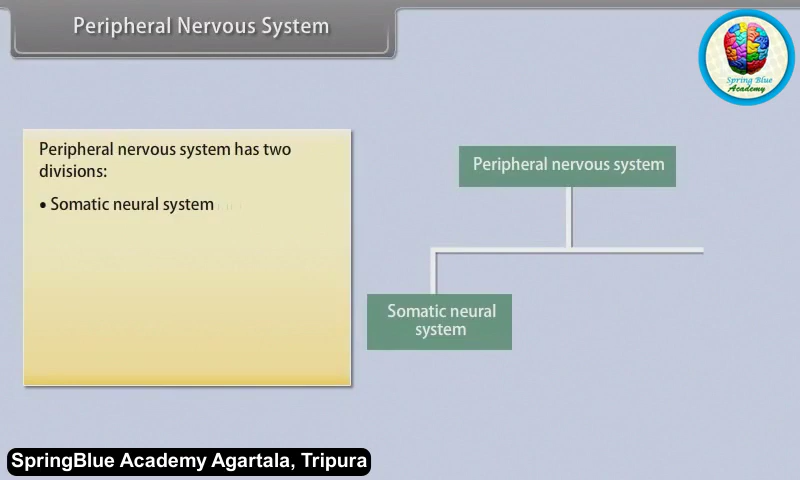 Peripheral Nervous System
Spring Blue
Academy
Peripheral nervous system has two
divisions:
• Somatic neural system
Peripheral nervous system
Somatic neural
system
SpringBlue Academy Agartala, Tripura